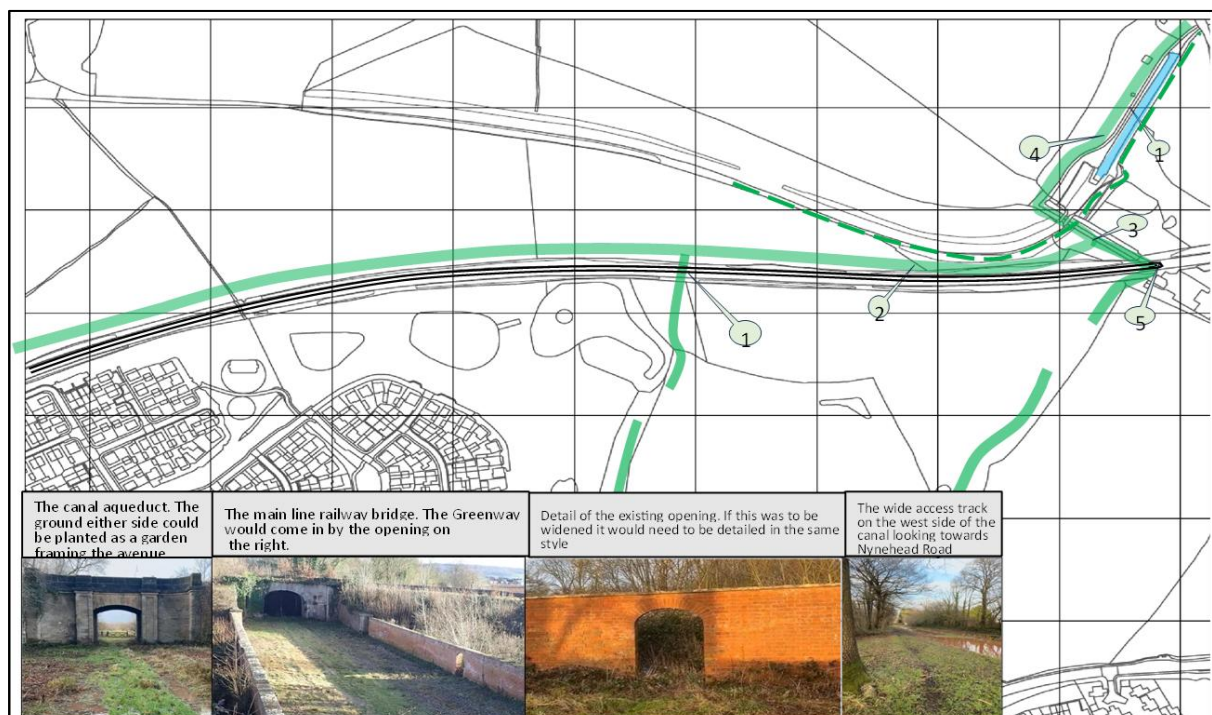 4
1
3
2
1
5
The canal aqueduct. The
ground either side could
be planted as a garden
framing the avenue
The main line railway bridge. The Greenway
would come in by the opening on
the right.
Detail of the existing opening. If this was to be
widened it would need to be detailed in the same
style
The wide access track
on the west side of the
canal looking towards
Nynehead Road